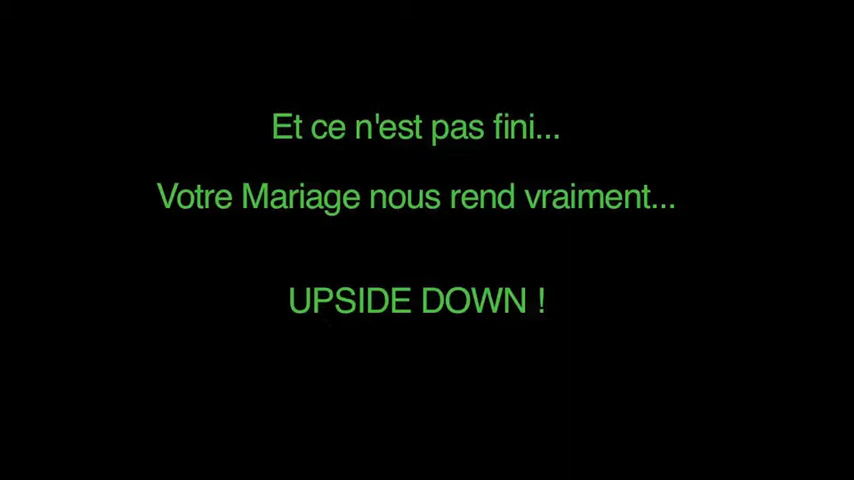 Et ce n'est pas fini...
Votre Mariage nous rend vraiment...
UPSIDE DOWN !